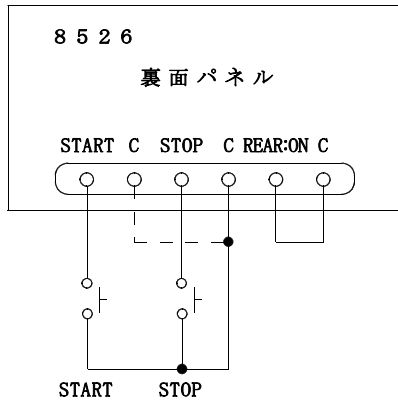 ８５２６
裏面パネル
START C STOP C REAR:ON C
START STOP